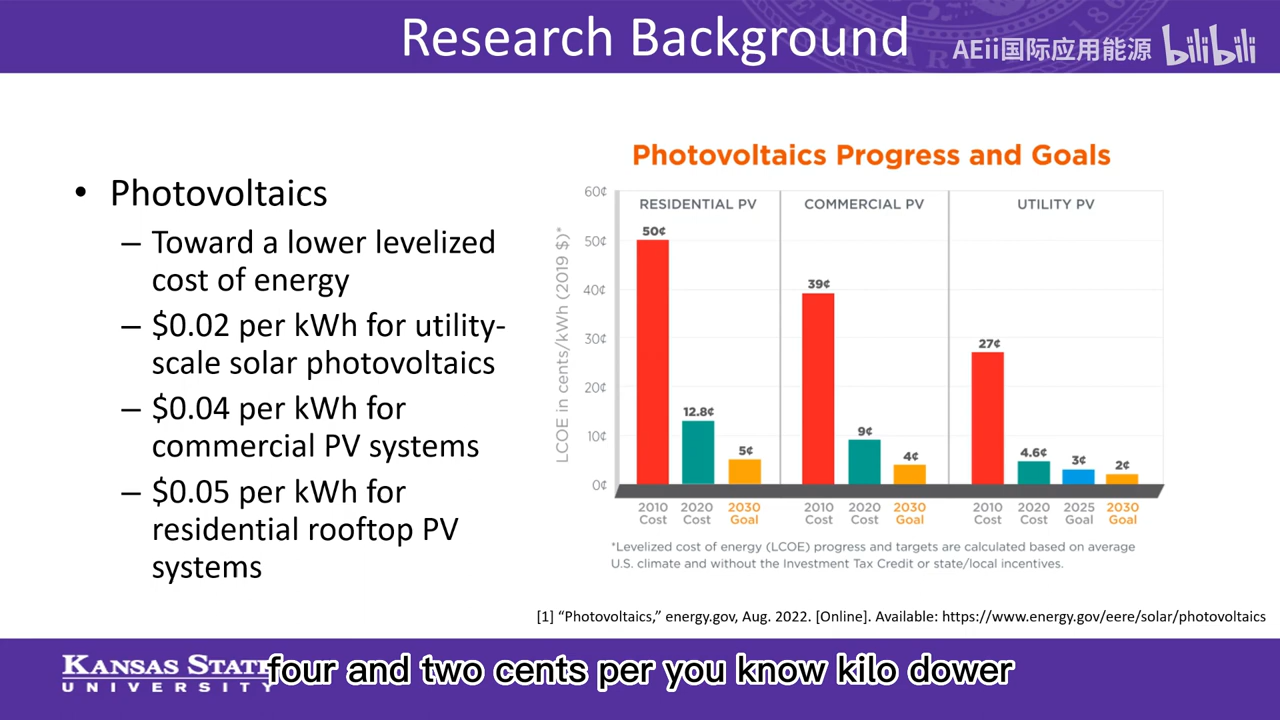 Research Background
AEii国际应用能源 bilibili
• Photovoltaics
– Toward a lower levelized
cost of energy
– $0.02 per kWh for utility-
scale solar photovoltaics
– $0.04 per kWh for
commercial PV systems
– $0.05 per kWh for
residential rooftop PV
systems
Photovoltaics Progress and Goals
LCOE in cents/kWh (2019 $)*
60¢
50¢
40¢
30¢
20¢
10¢
0¢
RESIDENTIAL PV
50¢
12.8¢
5¢
2010 Cost
2020 Cost
2030 Goal
COMMERCIAL PV
39¢
9¢
4¢
2010 Cost
2020 Cost
2030 Goal
UTILITY PV
27¢
4.6¢
3¢
2¢
2010 Cost
2020 Cost
2025 Goal
2030 Goal
*Levelized cost of energy (LCOE) progress and targets are calculated based on average
U.S. climate and without the Investment Tax Credit or state/local incentives.
[1] “Photovoltaics,” energy.gov, Aug. 2022. [Online]. Available: https://www.energy.gov/eere/solar/photovoltaics
KANSAS STATE
UNIVERSITY
four and two cents per you know kilo dower